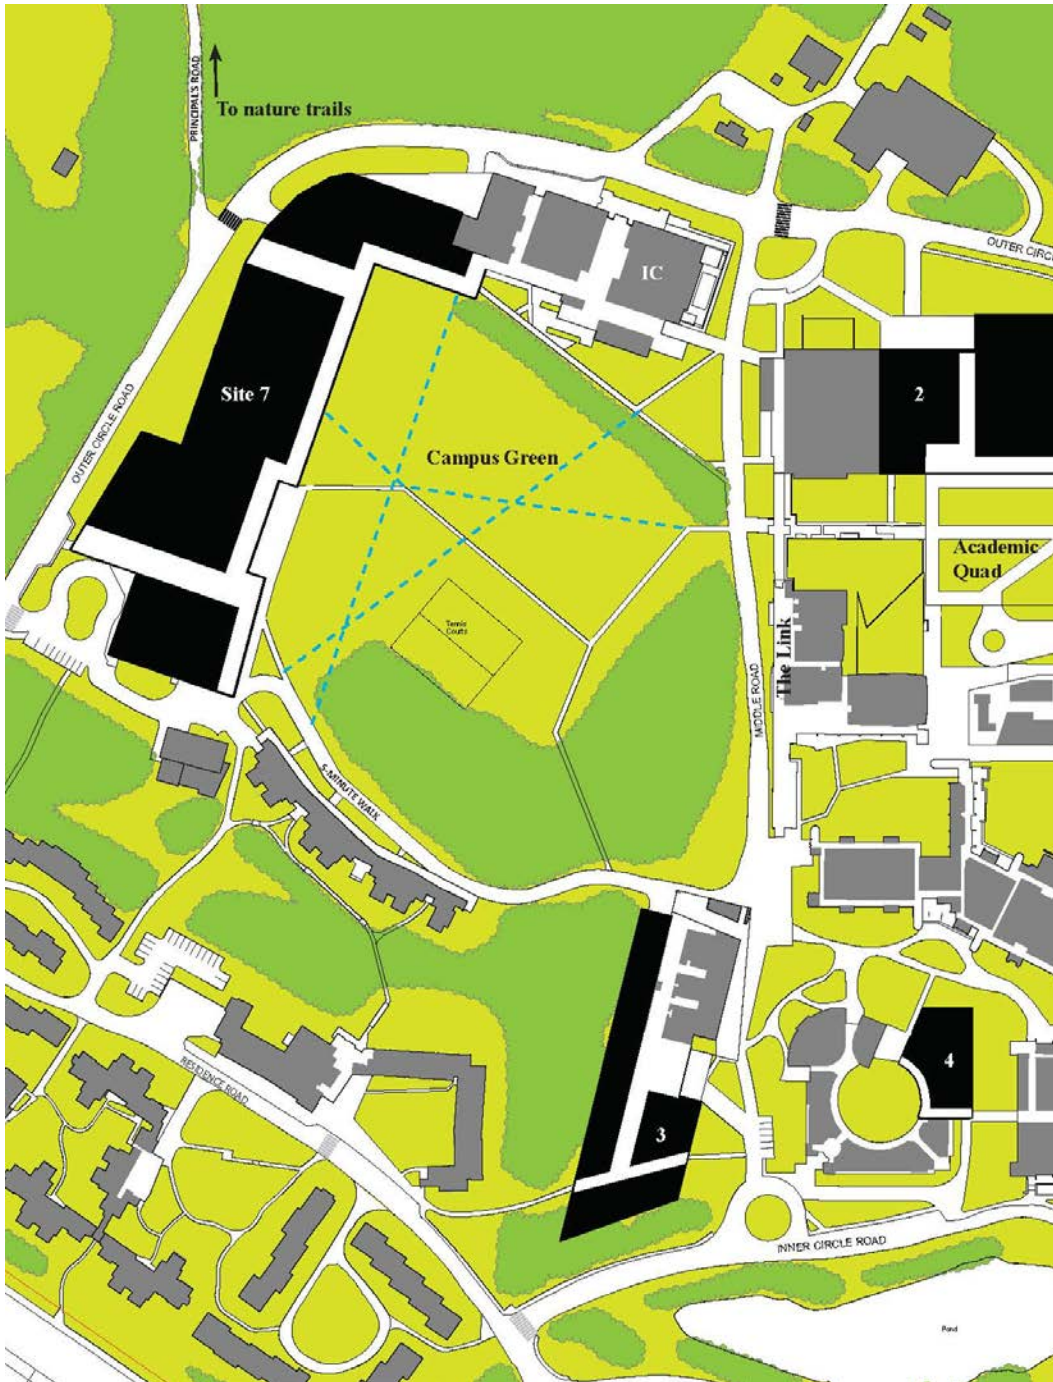 PRINCIPAL'S ROAD
To nature trails
OUTER CIRCLE ROAD
IC
OUTER CIRC
Site 7
2
Campus Green
Academic
Quad
Tennis
Courts
The Link
MIDDLE ROAD
5-MINUTE WALK
RESIDENCE ROAD
4
3
INNER CIRCLE ROAD
Pond